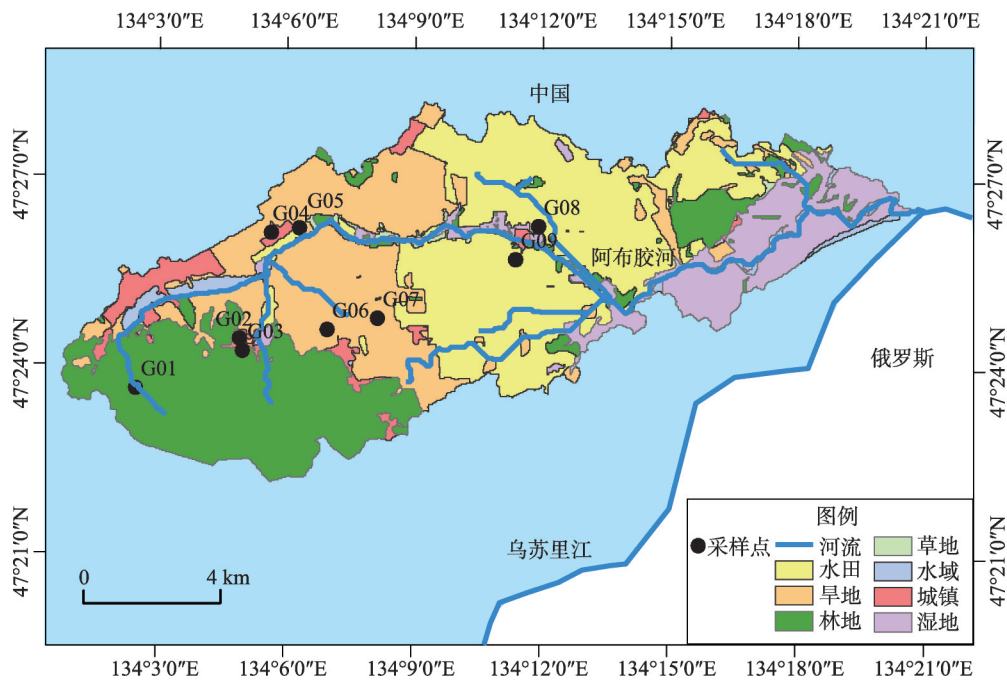 134°3′0″E 134°6′0″E 134°9′0″E 134°12′0″E 134°15′0″E 134°18′0″E 134°21′0″E
中国
47°27′0″N
47°27′0″N
G05
G04
G08
G09
阿布胶河
G07
G02
G06
G03
G01
47°24′0″N
47°24′0″N
俄罗斯
图例
采样点 河流 草地
水田 水域
旱地 城镇
林地 湿地
乌苏里江
47°21′0″N
47°21′0″N
0 4 km
134°3′0″E 134°6′0″E 134°9′0″E 134°12′0″E 134°15′0″E 134°18′0″E 134°21′0″E